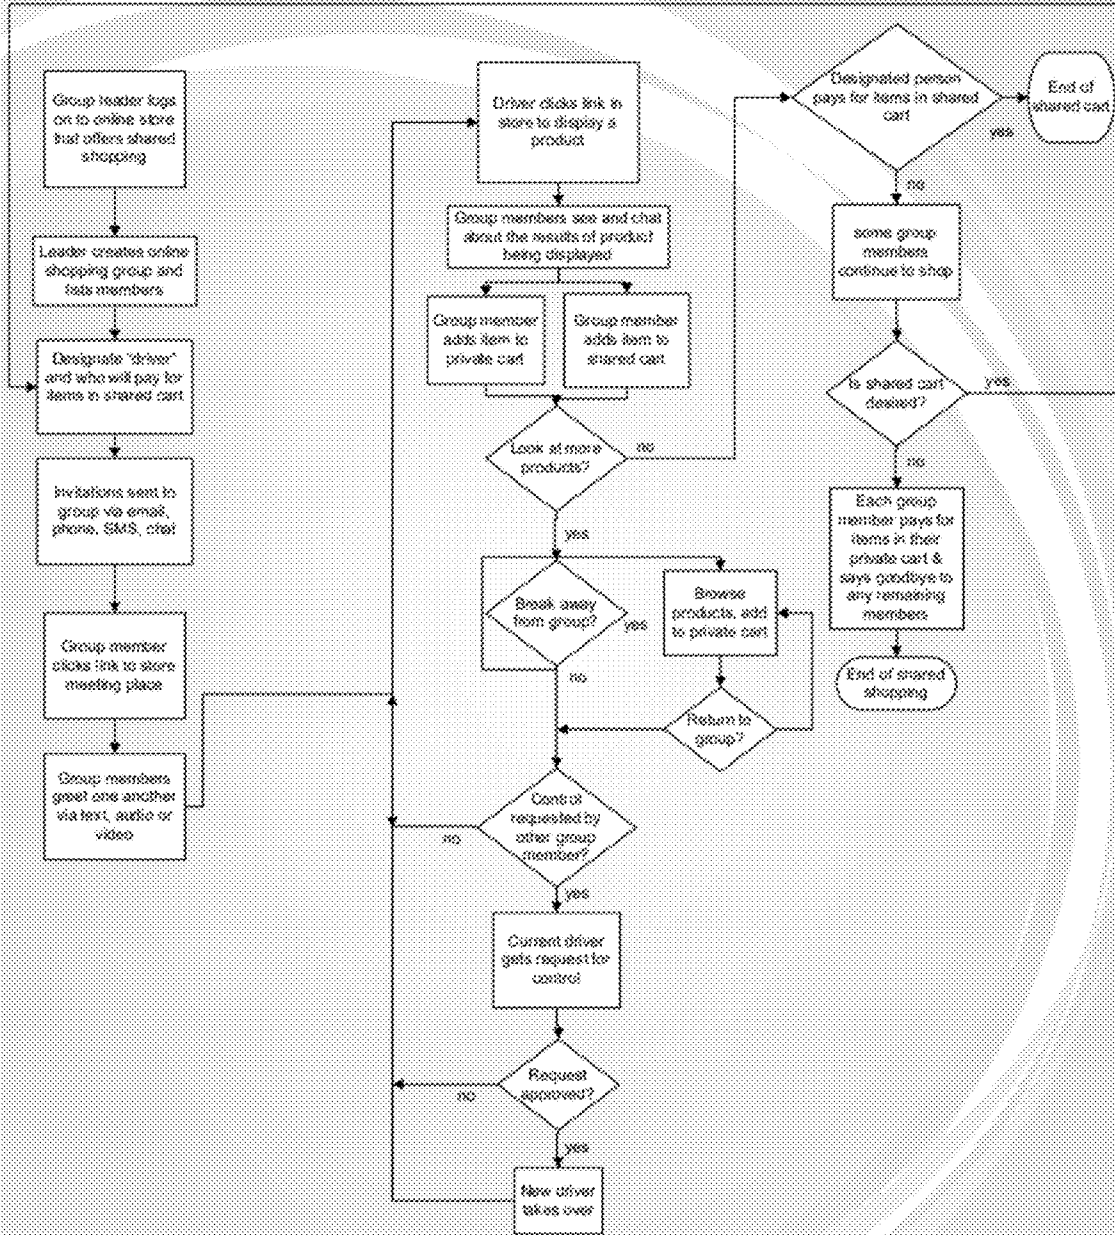 Group leader logs
on to online store
that offers shared
shopping
Leader creates online
shopping group and
lists members
Designate "driver"
and who will pay for
items in shared cart
Invitations sent to
group via email,
phone, SMS, chat
Group member
clicks link to store
meeting place
Group members
greet one another
via text, audio or
video
Driver clicks link in
store to display a
product
Group members see and chat
about the results of product
being displayed
Group member
adds item to
private cart
Group member
adds item to
shared cart
Look at more
products?
no
yes
Break away
from group?
yes
no
Browse
products, add
to private cart
Return to
group?
Control
requested by
other group
member?
no
yes
Current driver
gets request for
control
Request
approved?
no
yes
New driver
takes over
Designated person
pays for items in shared
cart
yes
End of
shared cart
no
some group
members
continue to shop
Is shared cart
desired?
yes
no
Each group
member pays for
items in their
private cart &
says goodbye to
any remaining
members
End of shared
shopping